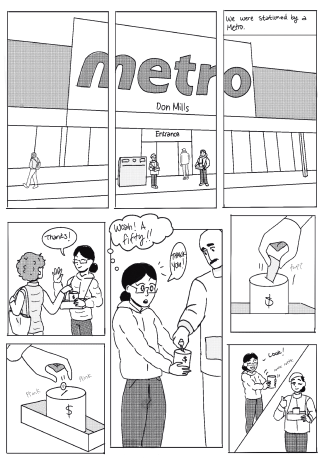 We were stationed by a
Metro.
metro
Don Mills
Entrance
Thanks!
Woah! A
fifty!!
Thank
you!
$
$
Plink
Plink
$
Look!